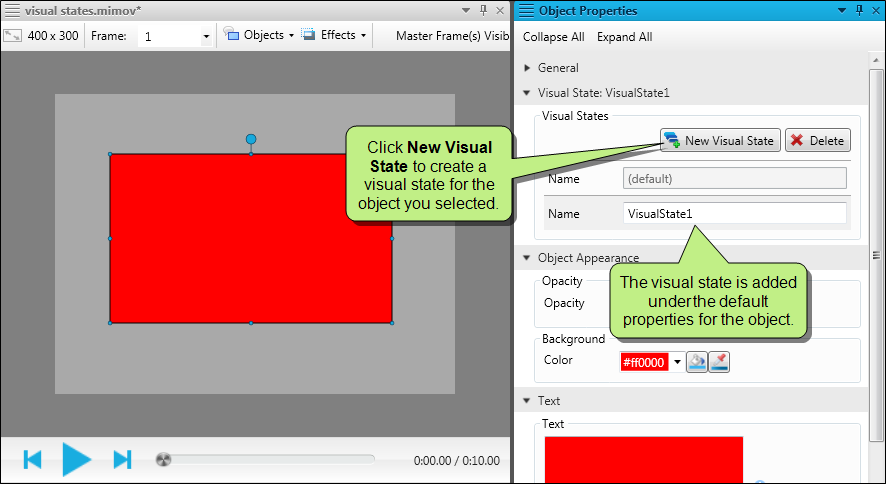 visual states.mimov*
400 x 300 Frame: 1 Objects Effects Master Frame(s) Visib
Click New Visual
State to create a
visual state for the
object you selected.
0:00.00 / 0:10.00
Object Properties
Collapse All Expand All
General
Visual State: VisualState1
Visual States
New Visual State Delete
Name (default)
Name VisualState1
Object Appearance
The visual state is added
under the default
properties for the object.
Opacity
Opacity
Background
Color #ff0000
Text
Text